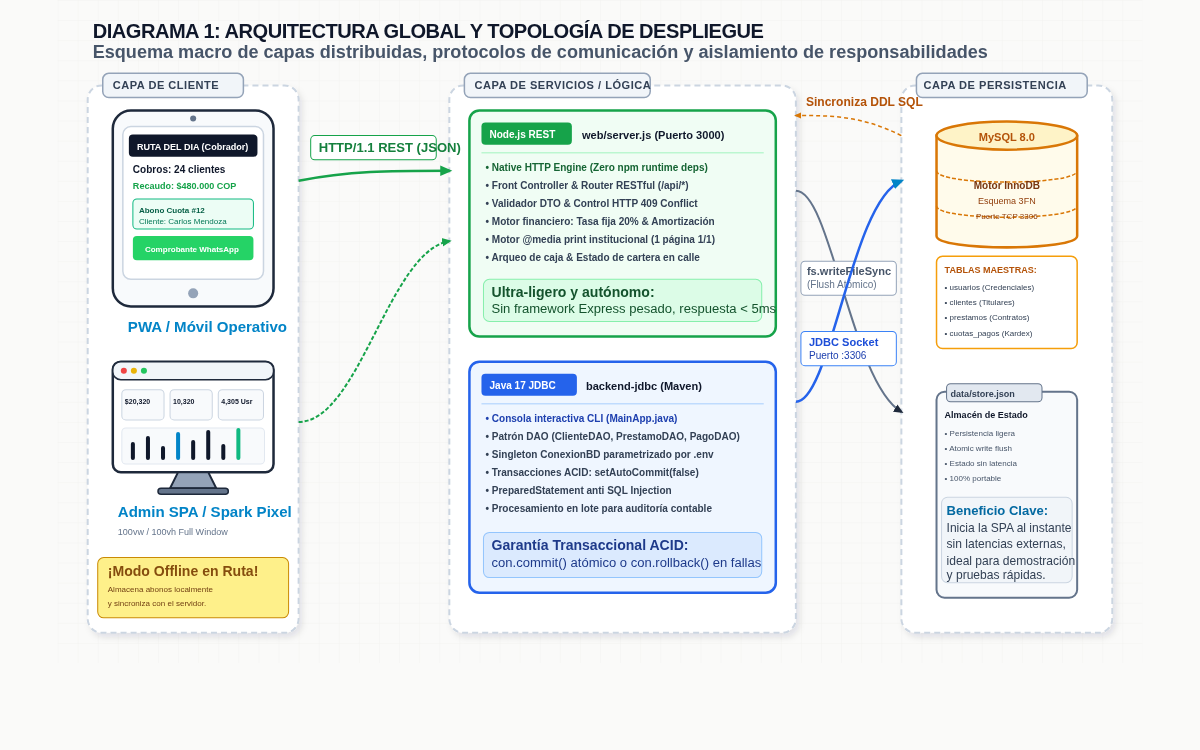 DIAGRAMA 1: ARQUITECTURA GLOBAL Y TOPOLOGÍA DE DESPLIEGUE
Esquema macro de capas distribuidas, protocolos de comunicación y aislamiento de responsabilidades
CAPA DE CLIENTE
RUTA DEL DIA (Cobrador)
Cobros: 24 clientes
Recaudo: $480.000 COP
Abono Cuota #12
Cliente: Carlos Mendoza
Comprobante WhatsApp
PWA / Móvil Operativo
$20,320
10,320
4,305 Usr
Admin SPA / Spark Pixel
100vw / 100vh Full Window
¡Modo Offline en Ruta!
Almacena abonos localmente
y sincroniza con el servidor.
HTTP/1.1 REST (JSON)
CAPA DE SERVICIOS / LÓGICA
Node.js REST
web/server.js (Puerto 3000)
• Native HTTP Engine (Zero npm runtime deps)
• Front Controller & Router RESTful (/api/*)
• Validador DTO & Control HTTP 409 Conflict
• Motor financiero: Tasa fija 20% & Amortización
• Motor @media print institucional (1 página 1/1)
• Arqueo de caja & Estado de cartera en calle
Ultra-ligero y autónomo:
Sin framework Express pesado, respuesta < 5ms
Java 17 JDBC
backend-jdbc (Maven)
• Consola interactiva CLI (MainApp.java)
• Patrón DAO (ClienteDAO, PrestamoDAO, PagoDAO)
• Singleton ConexionBD parametrizado por .env
• Transacciones ACID: setAutoCommit(false)
• PreparedStatement anti SQL Injection
• Procesamiento en lote para auditoría contable
Garantía Transaccional ACID:
con.commit() atómico o con.rollback() en fallas
Sincroniza DDL SQL
fs.writeFileSync
(Flush Atómico)
JDBC Socket
Puerto :3306
CAPA DE PERSISTENCIA
MySQL 8.0
Motor InnoDB
Esquema 3FN
Puerto TCP 3306
TABLAS MAESTRAS:
• usuarios (Credenciales)
• clientes (Titulares)
• prestamos (Contratos)
• cuotas_pagos (Kardex)
data/store.json
Almacén de Estado
• Persistencia ligera
• Atomic write flush
• Estado sin latencia
• 100% portable
Beneficio Clave:
Inicia la SPA al instante
sin latencias externas,
ideal para demostración
y pruebas rápidas.